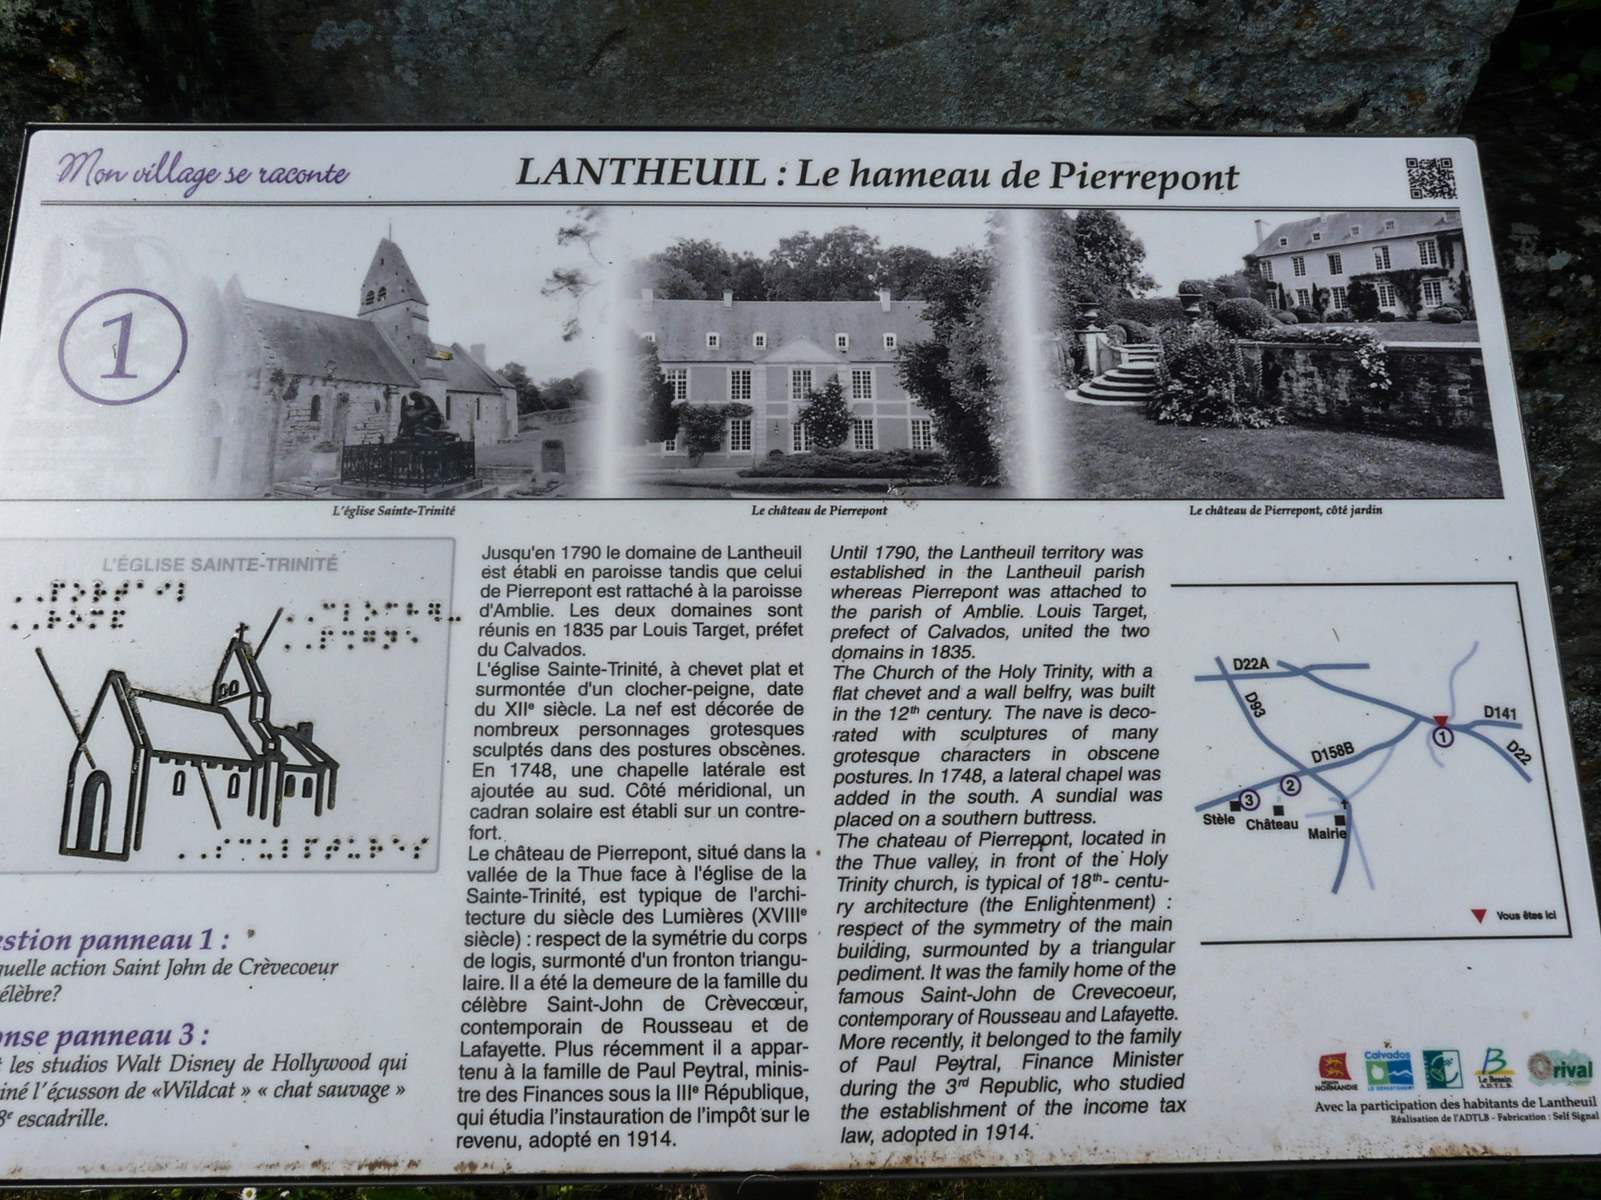 Mon village se raconte
LANTHEUIL : Le hameau de Pierrepont
1
L'église Sainte-Trinité
Le château de Pierrepont
Le château de Pierrepont, côté jardin
L'ÉGLISE SAINTE-TRINITÉ
estion panneau 1 :
quelle action Saint John de Crèvecoeur
élèbre?
onse panneau 3 :
t les studios Walt Disney de Hollywood qui
iné l'écusson de «Wildcat » « chat sauvage »
8e escadrille.
Jusqu'en 1790 le domaine de Lantheuil
est établi en paroisse tandis que celui
de Pierrepont est rattaché à la paroisse
d'Amblie. Les deux domaines sont
réunis en 1835 par Louis Target, préfet
du Calvados.
L'église Sainte-Trinité, à chevet plat et
surmontée d'un clocher-peigne, date
du XIIe siècle. La nef est décorée de
nombreux personnages grotesques
sculptés dans des postures obscènes.
En 1748, une chapelle latérale est
ajoutée au sud. Côté méridional, un
cadran solaire est établi sur un contre-
fort.
Le château de Pierrepont, situé dans la
vallée de la Thue face à l'église de la
Sainte-Trinité, est typique de l'archi-
tecture du siècle des Lumières (XVIIIe
siècle) : respect de la symétrie du corps
de logis, surmonté d'un fronton triangu-
laire. Il a été la demeure de la famille du
célèbre Saint-John de Crèvecœur,
contemporain de Rousseau et de
Lafayette. Plus récemment il a appar-
tenu à la famille de Paul Peytral, minis-
tre des Finances sous la IIIe République,
qui étudia l'instauration de l'impôt sur le
revenu, adopté en 1914.
Until 1790, the Lantheuil territory was
established in the Lantheuil parish
whereas Pierrepont was attached to
the parish of Amblie. Louis Target,
prefect of Calvados, united the two
domains in 1835.
The Church of the Holy Trinity, with a
flat chevet and a wall belfry, was built
in the 12th century. The nave is deco-
rated with sculptures of many
grotesque characters in obscene
postures. In 1748, a lateral chapel was
added in the south. A sundial was
placed on a southern buttress.
The chateau of Pierrepont, located in
the Thue valley, in front of the Holy
Trinity church, is typical of 18th- centu-
ry architecture (the Enlightenment) :
respect of the symmetry of the main
building, surmounted by a triangular
pediment. It was the family home of the
famous Saint-John de Crevecoeur,
contemporary of Rousseau and Lafayette.
More recently, it belonged to the family
of Paul Peytral, Finance Minister
during the 3rd Republic, who studied
the establishment of the income tax
law, adopted in 1914.
D22A
D93
D158B
D141
D22
1
2
3
Stèle
Château
Mairie
Vous êtes ici
RÉGION NORMANDIE
Calvados
LE DÉPARTEMENT
B
Le Bessin
A.D.T.L.B
Orival
Avec la participation des habitants de Lantheuil
Réalisation de l'ADTLB - Fabrication : Self Signal